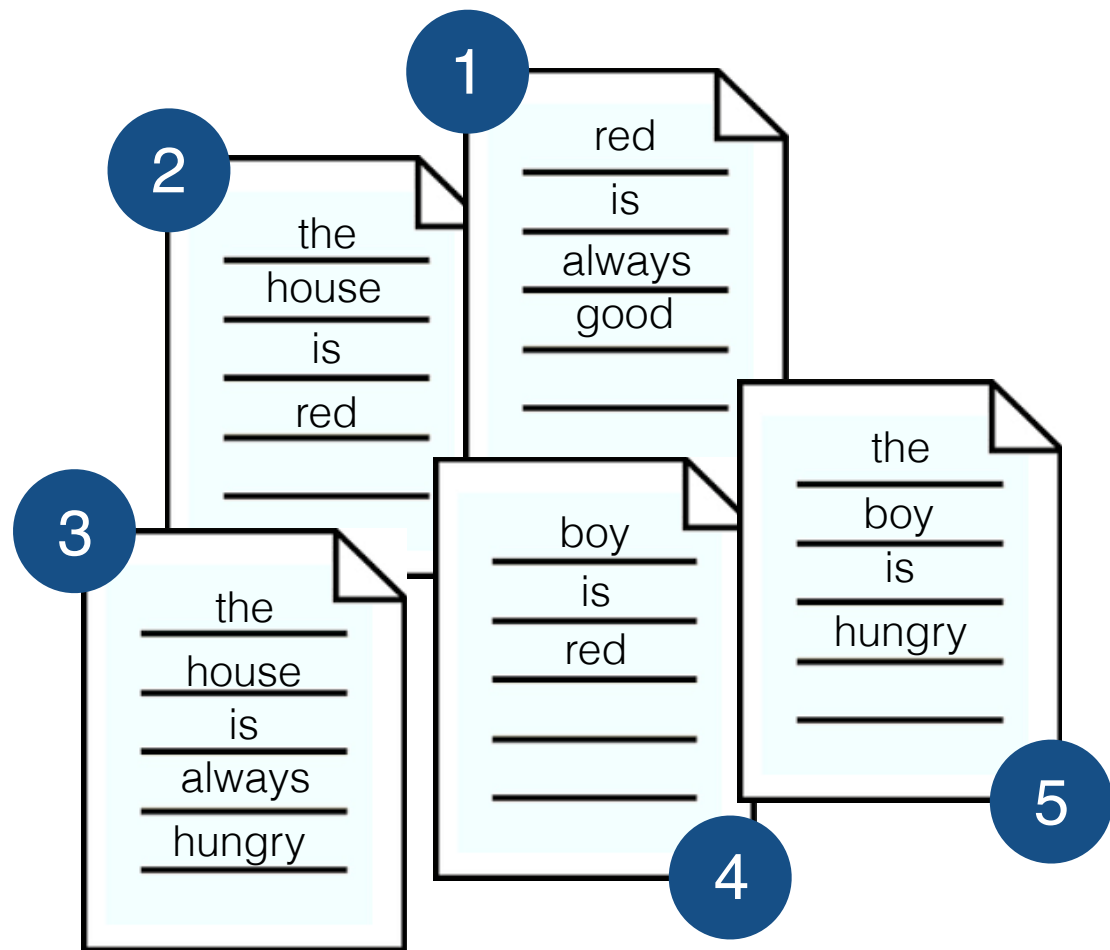 1
red
is
always
good
2
the
house
is
red
3
the
house
is
always
hungry
4
boy
is
red
5
the
boy
is
hungry